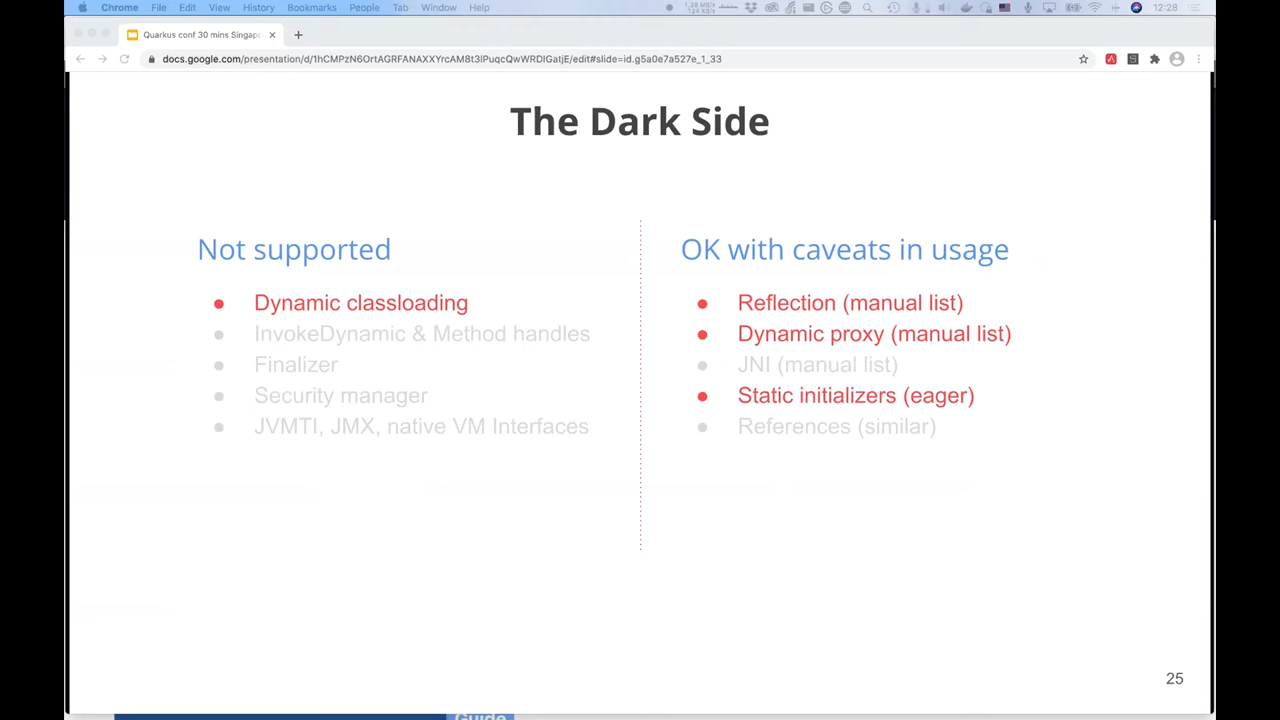 Chrome File Edit View History Bookmarks People Tab Window Help 12:28
Quarkus conf 30 mins Singapo
docs.google.com/presentation/d/1hCMPzN6OrtAGRFANAXXYrcAM8t3lPuqcQwWRDlGatjE/edit#slide=id.g5a0e7a527e_1_33
The Dark Side
Not supported
● Dynamic classloading
● InvokeDynamic & Method handles
● Finalizer
● Security manager
● JVMTI, JMX, native VM Interfaces
OK with caveats in usage
● Reflection (manual list)
● Dynamic proxy (manual list)
● JNI (manual list)
● Static initializers (eager)
● References (similar)
25
Guide